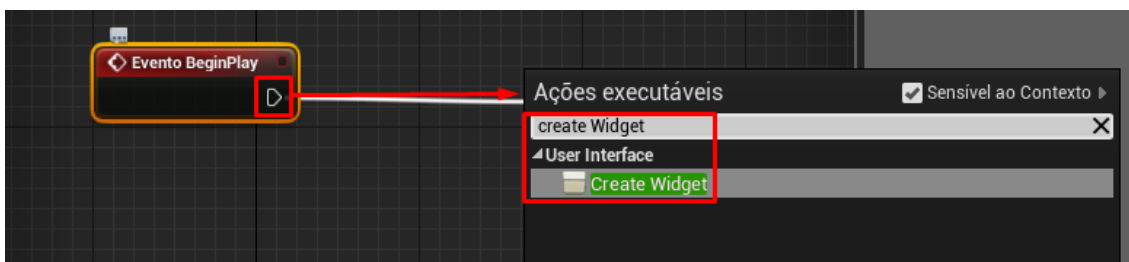 Evento BeginPlay
Ações executáveis
Sensível ao Contexto
create Widget
User Interface
Create Widget